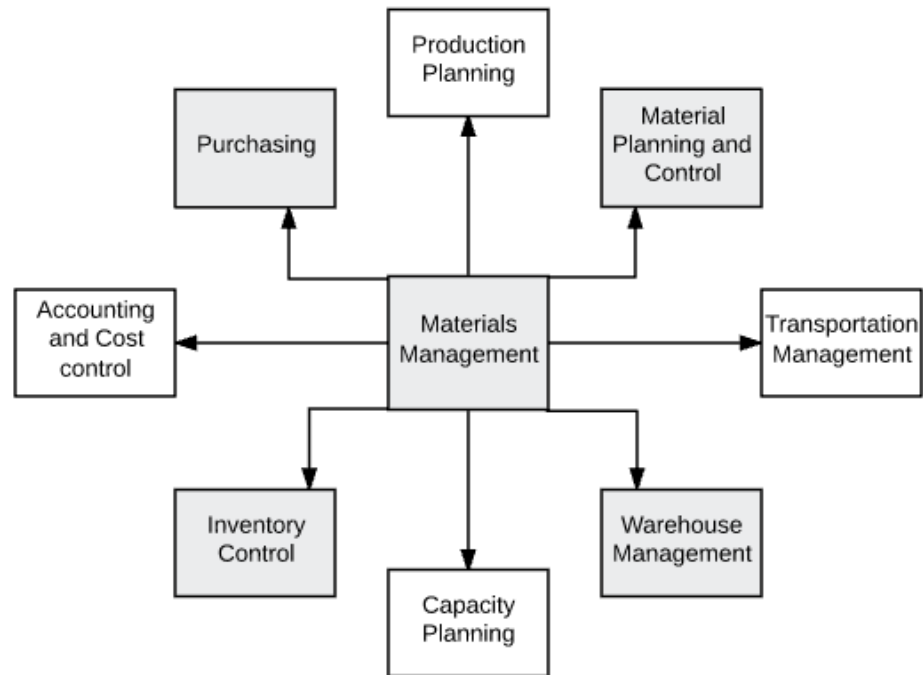 Production
Planning
Purchasing
Material
Planning and
Control
Accounting
and Cost
control
Materials
Management
Transportation
Management
Inventory
Control
Warehouse
Management
Capacity
Planning